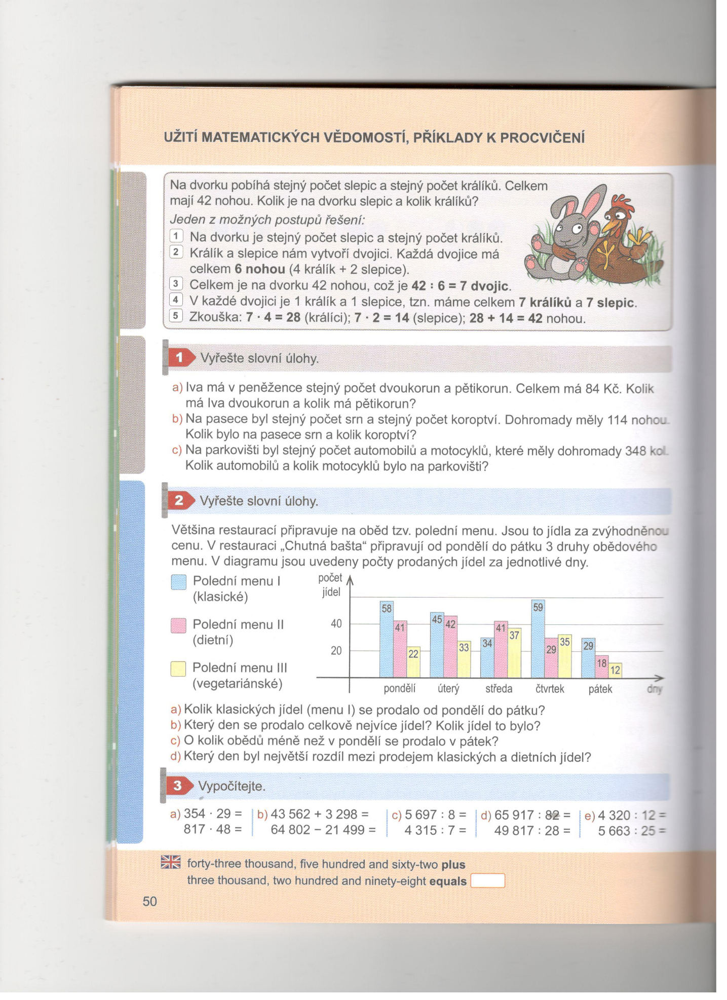 UŽITÍ MATEMATICKÝCH VĚDOMOSTÍ, PŘÍKLADY K PROCVIČENÍ
Na dvorku pobíhá stejný počet slepic a stejný počet králíků. Celkem
mají 42 nohou. Kolik je na dvorku slepic a kolik králíků?
Jeden z možných postupů řešení:
1 Na dvorku je stejný počet slepic a stejný počet králíků.
2 Králík a slepice nám vytvoří dvojici. Každá dvojice má
celkem 6 nohou (4 králík + 2 slepice).
3 Celkem je na dvorku 42 nohou, což je 42 : 6 = 7 dvojic.
4 V každé dvojici je 1 králík a 1 slepice, tzn. máme celkem 7 králíků a 7 slepic.
5 Zkouška: 7 · 4 = 28 (králíci); 7 · 2 = 14 (slepice); 28 + 14 = 42 nohou.
1 Vyřešte slovní úlohy.
a) Iva má v peněžence stejný počet dvoukorun a pětikorun. Celkem má 84 Kč. Kolik
má Iva dvoukorun a kolik má pětikorun?
b) Na pasece byl stejný počet srn a stejný počet koroptví. Dohromady měly 114 nohou.
Kolik bylo na pasece srn a kolik koroptví?
c) Na parkovišti byl stejný počet automobilů a motocyklů, které měly dohromady 348 kol.
Kolik automobilů a kolik motocyklů bylo na parkovišti?
2 Vyřešte slovní úlohy.
Většina restaurací připravuje na oběd tzv. polední menu. Jsou to jídla za zvýhodněnou
cenu. V restauraci „Chutná bašta“ připravují od pondělí do pátku 3 druhy obědového
menu. V diagramu jsou uvedeny počty prodaných jídel za jednotlivé dny.
Polední menu I
(klasické)
Polední menu II
(dietní)
Polední menu III
(vegetariánské)
počet
jídel
40
20
58 41 22
45 42 33
34 41 37
59 29 35
29 18 12
pondělí úterý středa čtvrtek pátek dny
a) Kolik klasických jídel (menu I) se prodalo od pondělí do pátku?
b) Který den se prodalo celkově nejvíce jídel? Kolik jídel to bylo?
c) O kolik obědů méně než v pondělí se prodalo v pátek?
d) Který den byl největší rozdíl mezi prodejem klasických a dietních jídel?
3 Vypočítejte.
a) 354 · 29 = b) 43 562 + 3 298 = c) 5 697 : 8 = d) 65 917 : 82 = e) 4 320 : 12 =
817 · 48 = 64 802 − 21 499 = 4 315 : 7 = 49 817 : 28 = 5 663 : 25 =
forty-three thousand, five hundred and sixty-two plus
three thousand, two hundred and ninety-eight equals
50